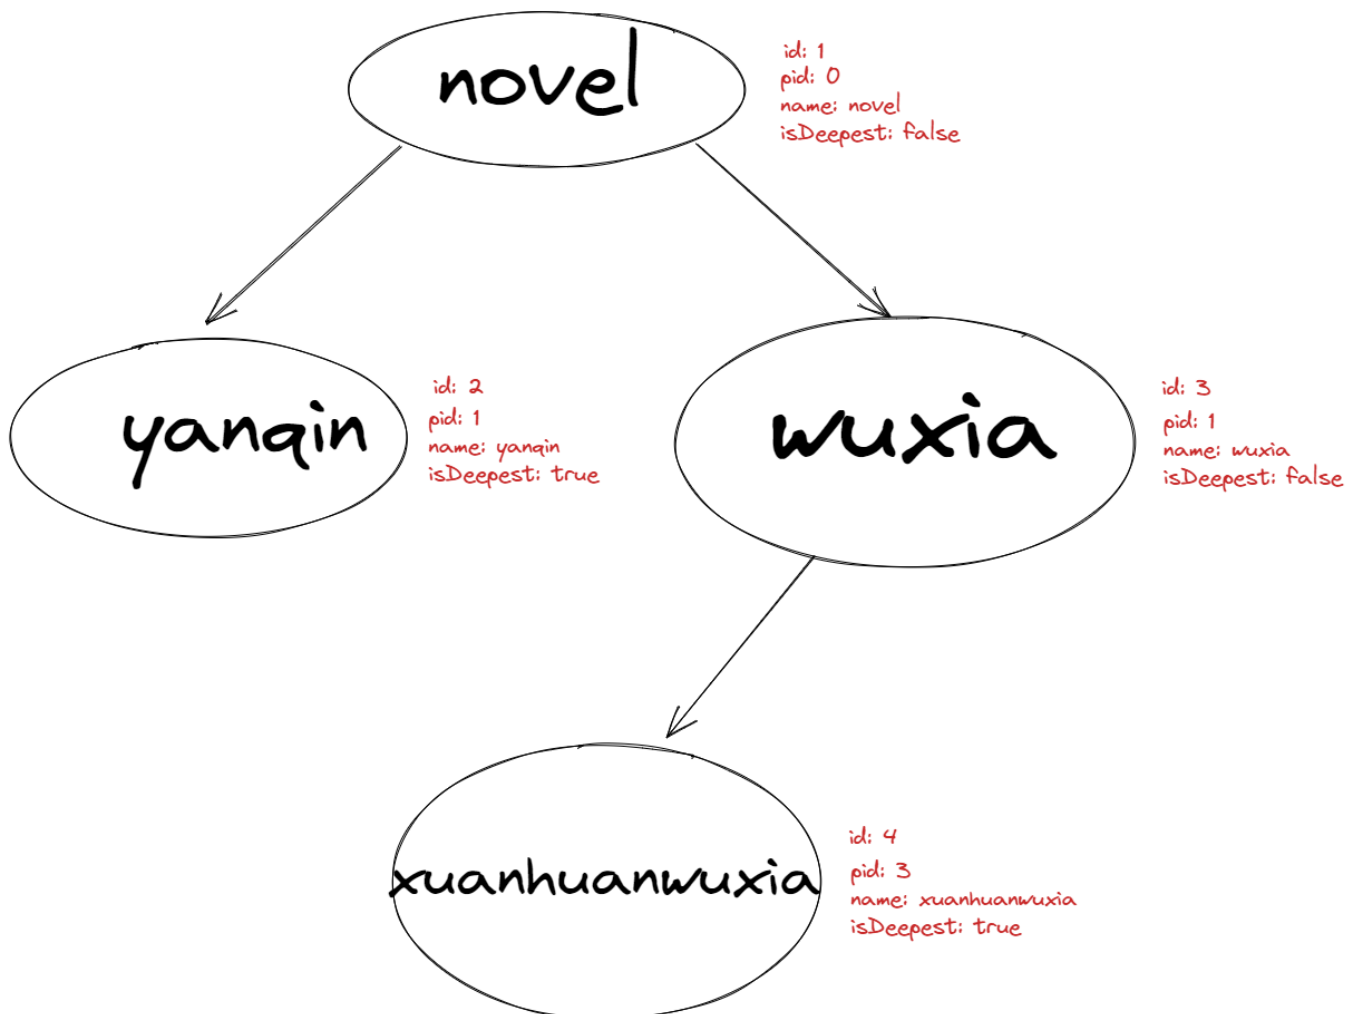 novel
id: 1
pid: 0
name: novel
isDeepest: false
yanqin
id: 2
pid: 1
name: yanqin
isDeepest: true
wuxia
id: 3
pid: 1
name: wuxia
isDeepest: false
xuanhuanwuxia
id: 4
pid: 3
name: xuanhuanwuxia
isDeepest: true